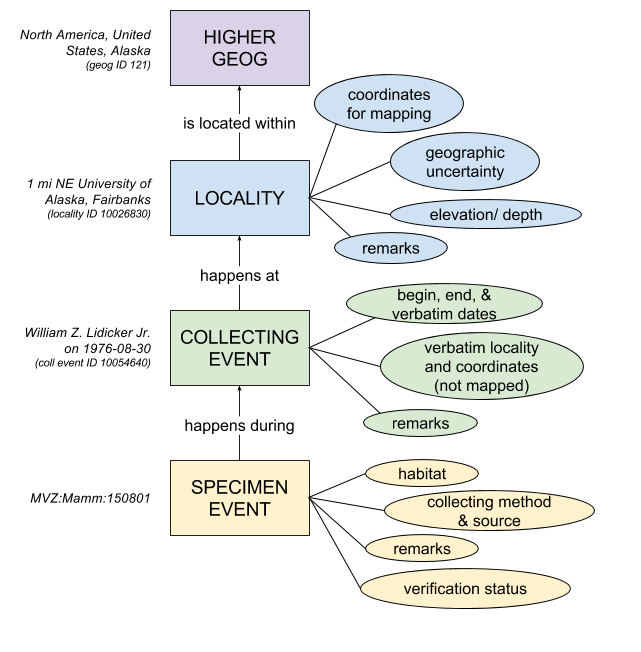 North America, United
States, Alaska
(geog ID 121)
HIGHER
GEOG
is located within
coordinates
for mapping
geographic
uncertainty
1 mi NE University of
Alaska, Fairbanks
(locality ID 10026830)
LOCALITY
elevation/ depth
remarks
happens at
begin, end, &
verbatim dates
William Z. Lidicker Jr.
on 1976-08-30
(coll event ID 10054640)
COLLECTING
EVENT
verbatim locality
and coordinates
(not mapped)
remarks
happens during
habitat
MVZ:Mamm:150801
SPECIMEN
EVENT
collecting method
& source
remarks
verification status